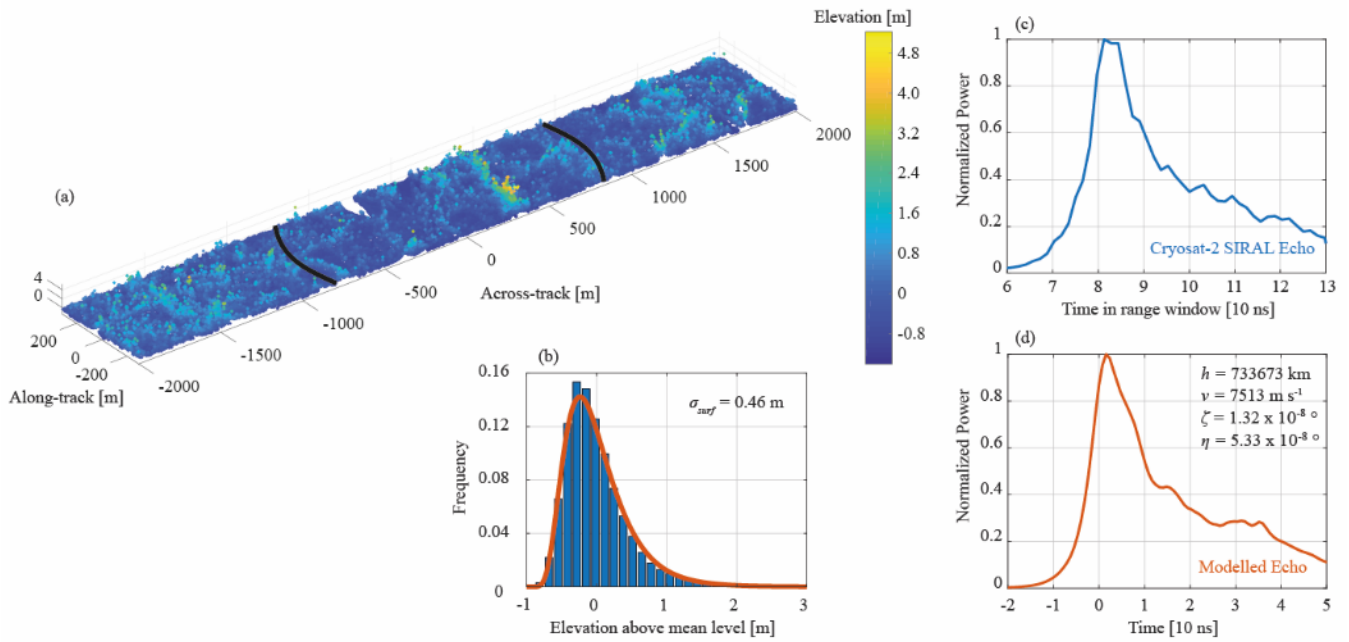 (a)
Elevation [m]
4.8
4.0
3.2
2.4
1.6
0.8
0
-0.8
4
0
200
0
-200
Along-track [m]
-2000
-1500
-1000
-500
0
500
1000
1500
2000
Across-track [m]
(b)
σsurf = 0.46 m
Frequency
0.16
0.12
0.08
0.04
0
-1 0 1 2 3
Elevation above mean level [m]
(c)
Normalized Power
1
0.8
0.6
0.4
0.2
0
Cryosat-2 SIRAL Echo
6 7 8 9 10 11 12 13
Time in range window [10 ns]
(d)
h = 733673 km
v = 7513 m s⁻¹
ζ = 1.32 x 10⁻⁸ °
η = 5.33 x 10⁻⁸ °
Normalized Power
1
0.8
0.6
0.4
0.2
0
Modelled Echo
-2 -1 0 1 2 3 4 5
Time [10 ns]